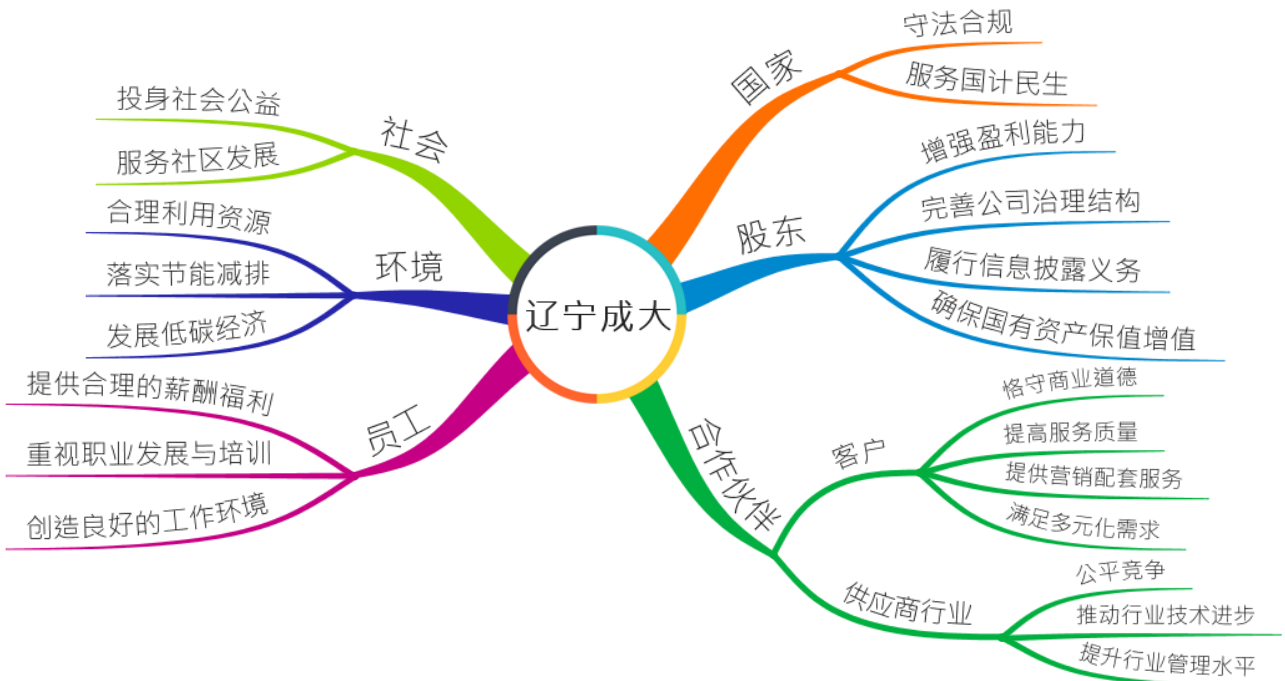 辽宁成大
国家
守法合规
服务国计民生
股东
增强盈利能力
完善公司治理结构
履行信息披露义务
确保国有资产保值增值
合作伙伴
客户
恪守商业道德
提高服务质量
提供营销配套服务
满足多元化需求
供应商行业
公平竞争
推动行业技术进步
提升行业管理水平
社会
投身社会公益
服务社区发展
环境
合理利用资源
落实节能减排
发展低碳经济
员工
提供合理的薪酬福利
重视职业发展与培训
创造良好的工作环境